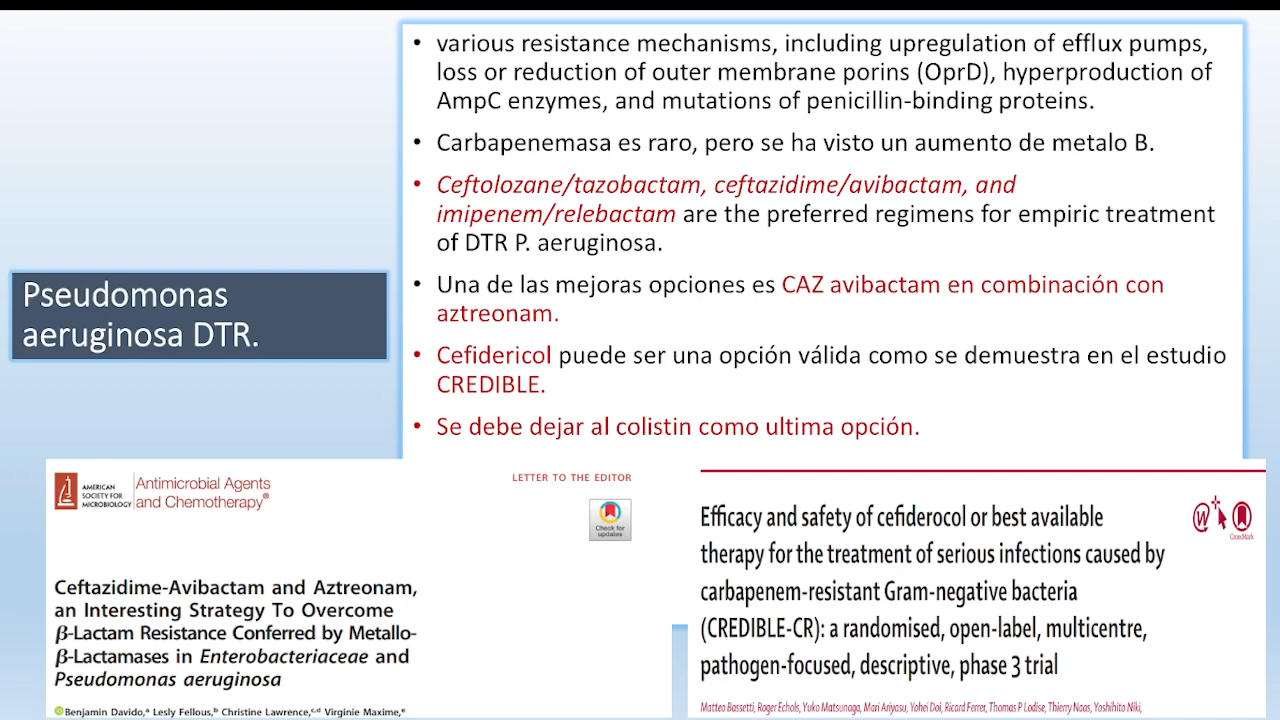 • various resistance mechanisms, including upregulation of efflux pumps,
loss or reduction of outer membrane porins (OprD), hyperproduction of
AmpC enzymes, and mutations of penicillin-binding proteins.
• Carbapenemasa es raro, pero se ha visto un aumento de metalo B.
• Ceftolozane/tazobactam, ceftazidime/avibactam, and
imipenem/relebactam are the preferred regimens for empiric treatment
of DTR P. aeruginosa.
• Una de las mejoras opciones es CAZ avibactam en combinación con
aztreonam.
• Cefidericol puede ser una opción válida como se demuestra en el estudio
CREDIBLE.
• Se debe dejar al colistin como ultima opción.
Pseudomonas
aeruginosa DTR.
AMERICAN
SOCIETY FOR
MICROBIOLOGY
Antimicrobial Agents
and Chemotherapy®
LETTER TO THE EDITOR
Check for
updates
Ceftazidime-Avibactam and Aztreonam,
an Interesting Strategy To Overcome
β-Lactam Resistance Conferred by Metallo-
β-Lactamases in Enterobacteriaceae and
Pseudomonas aeruginosa
Benjamin Davido,ᵃ Lesly Fellous,ᵇ Christine Lawrence,ᶜ,ᵈ Virginie Maxime,ᵉ
Efficacy and safety of cefiderocol or best available
therapy for the treatment of serious infections caused by
carbapenem-resistant Gram-negative bacteria
(CREDIBLE-CR): a randomised, open-label, multicentre,
pathogen-focused, descriptive, phase 3 trial
CrossMark
Matteo Bassetti, Roger Echols, Yuko Matsunaga, Mari Ariyasu, Yohei Doi, Ricard Ferrer, Thomas P Lodise, Thierry Naas, Yoshihito Niki,